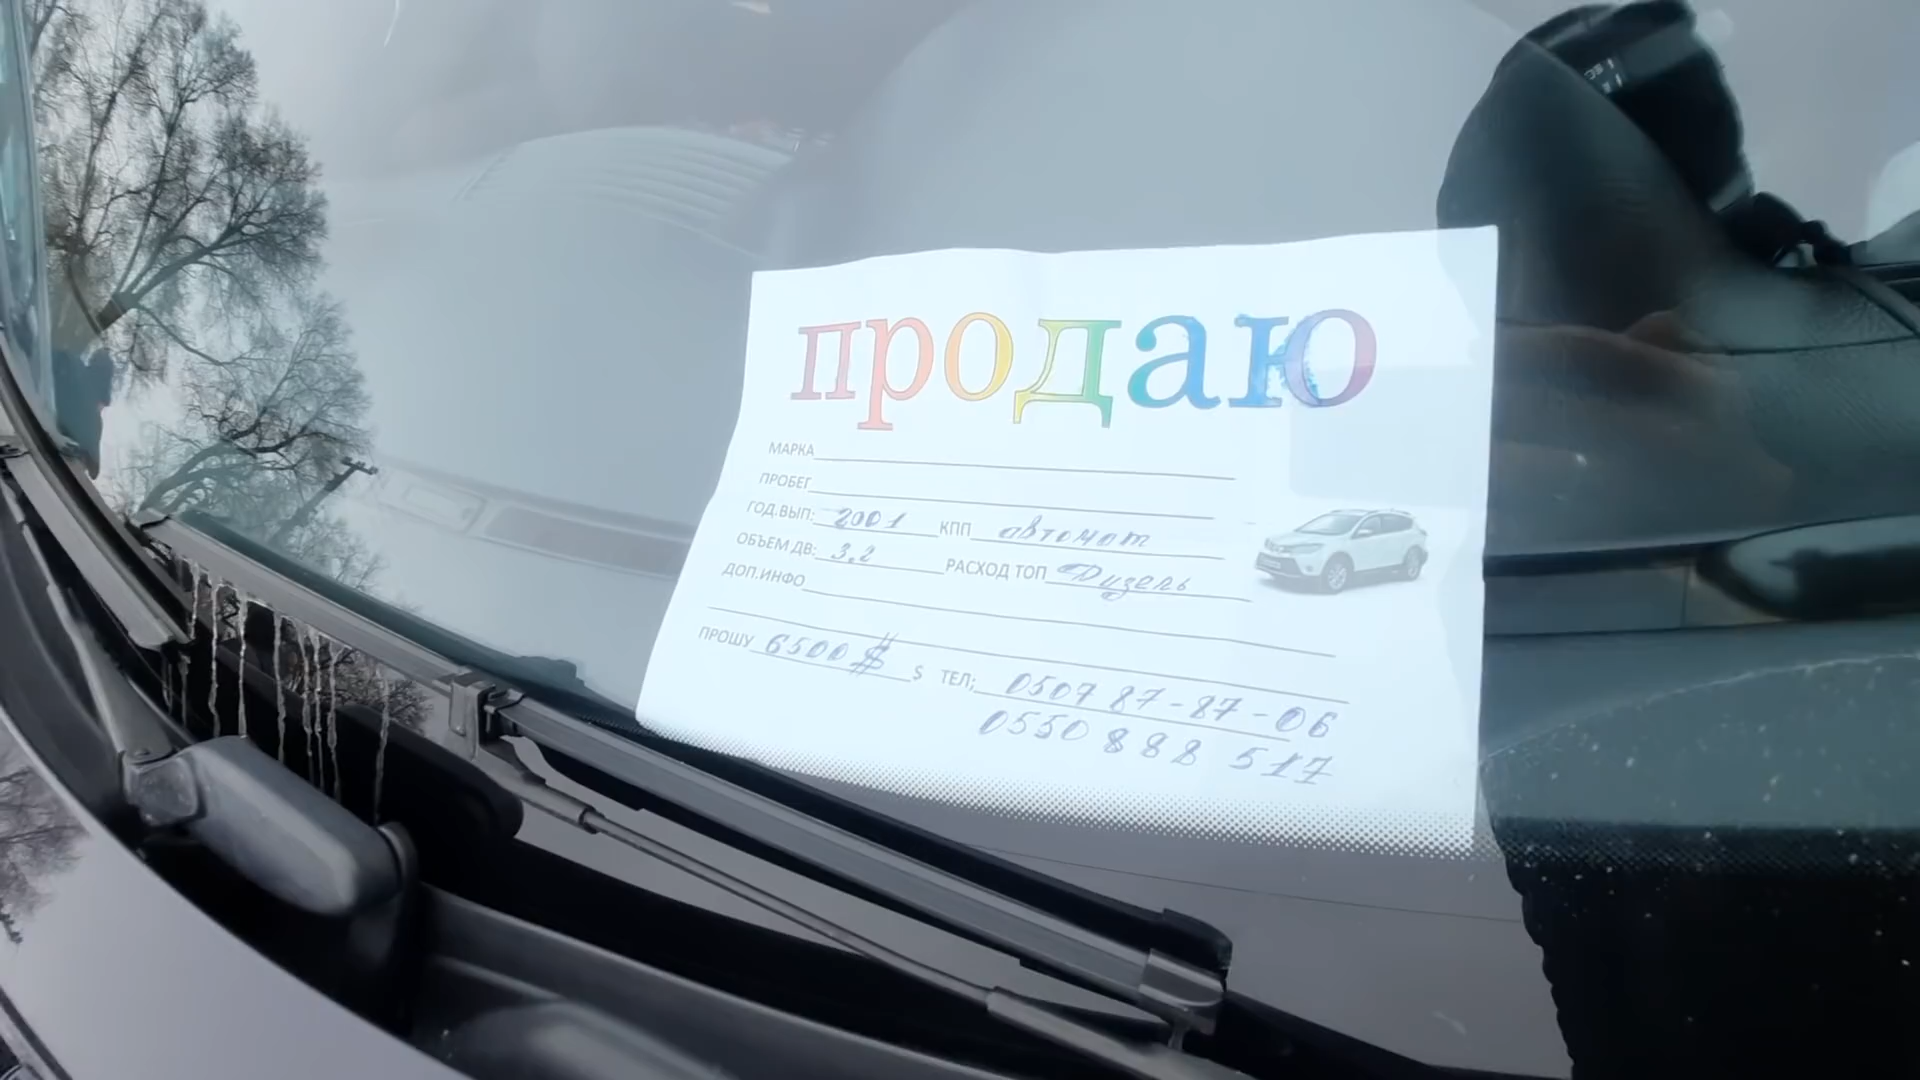 продаю
МАРКА
ПРОБЕГ
ГОД.ВЫП: 2001 КПП автомат
ОБЪЕМ ДВ: 3.2 РАСХОД ТОП Дизель
ДОП.ИНФО
ПРОШУ 6500$ $ ТЕЛ; 0507 87-87-06
0550 888 517